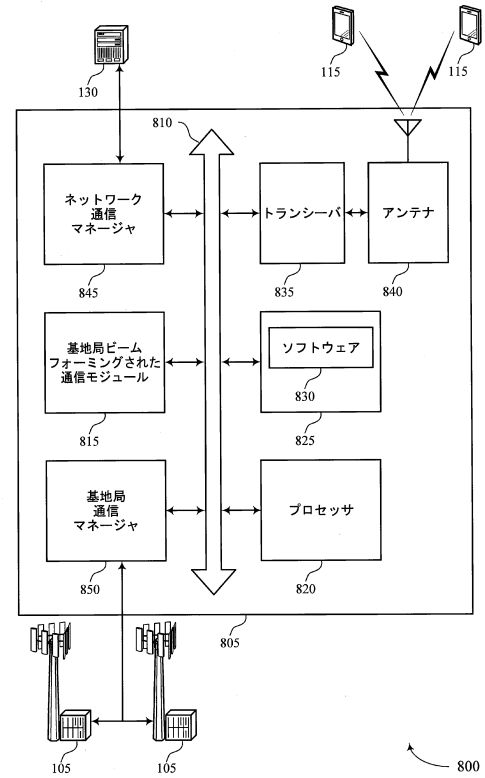 130
115
115
810
ネットワーク
通信
マネージャ
845
トランシーバ
835
アンテナ
840
基地局ビーム
フォーミングされた
通信モジュール
815
ソフトウェア
830
825
基地局
通信
マネージャ
850
プロセッサ
820
805
105
105
800